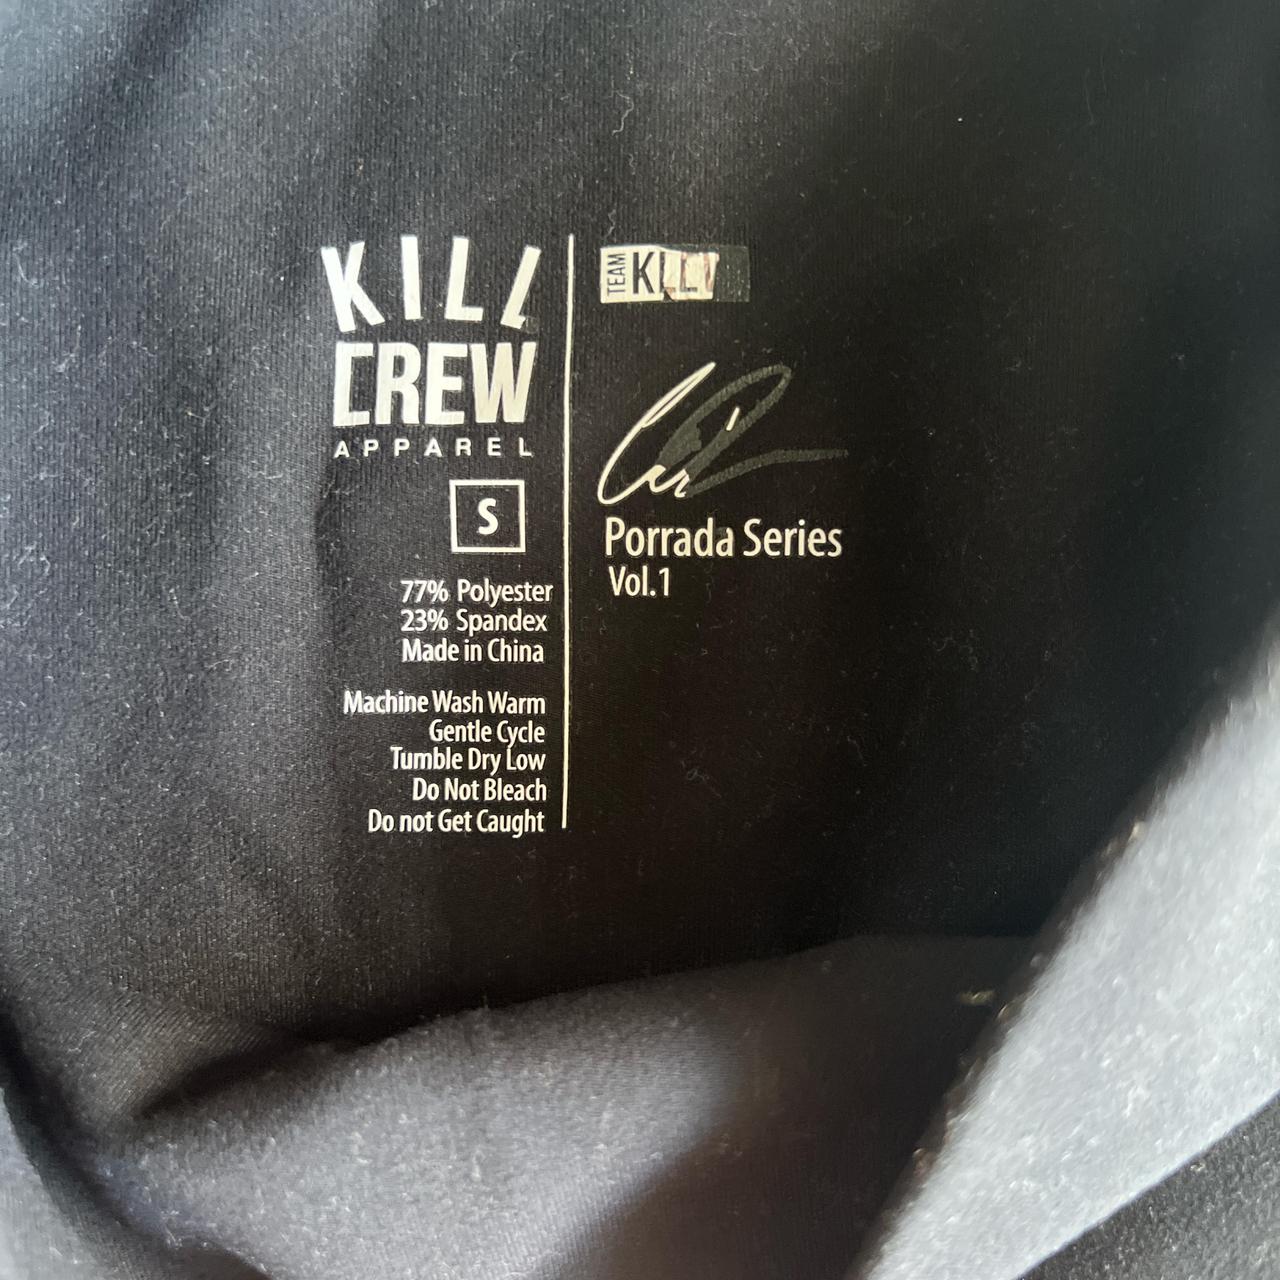 KILL
CREW
APPAREL
S
77% Polyester
23% Spandex
Made in China
Machine Wash Warm
Gentle Cycle
Tumble Dry Low
Do Not Bleach
Do not Get Caught
TEAM
Porrada Series
Vol.1